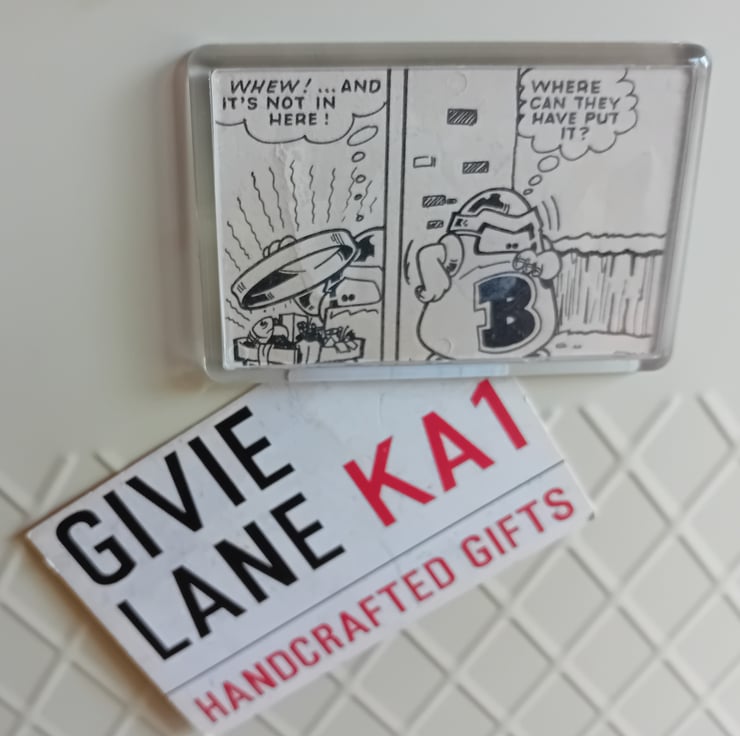 WHEW! ... AND
IT'S NOT IN
HERE!
WHERE
CAN THEY
HAVE PUT
IT?
B
GIVIE
LANE KA1
HANDCRAFTED GIFTS